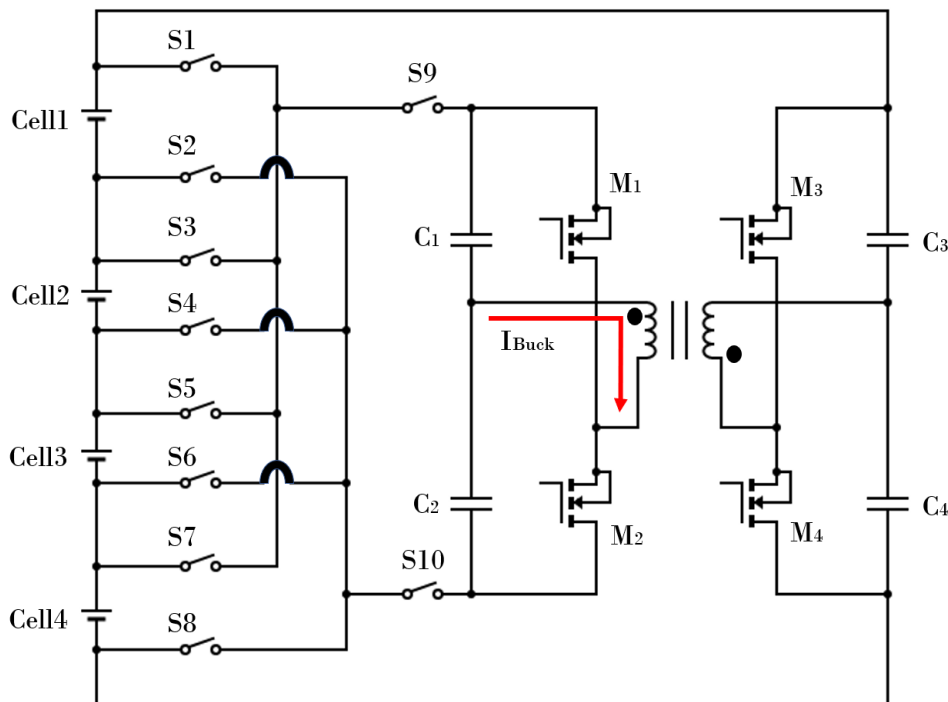 S1
S9
Cell1
S2
M1
M3
S3
C1
C3
Cell2
S4
IBuck
S5
Cell3
S6
C2
C4
S7
M2
M4
S10
Cell4
S8